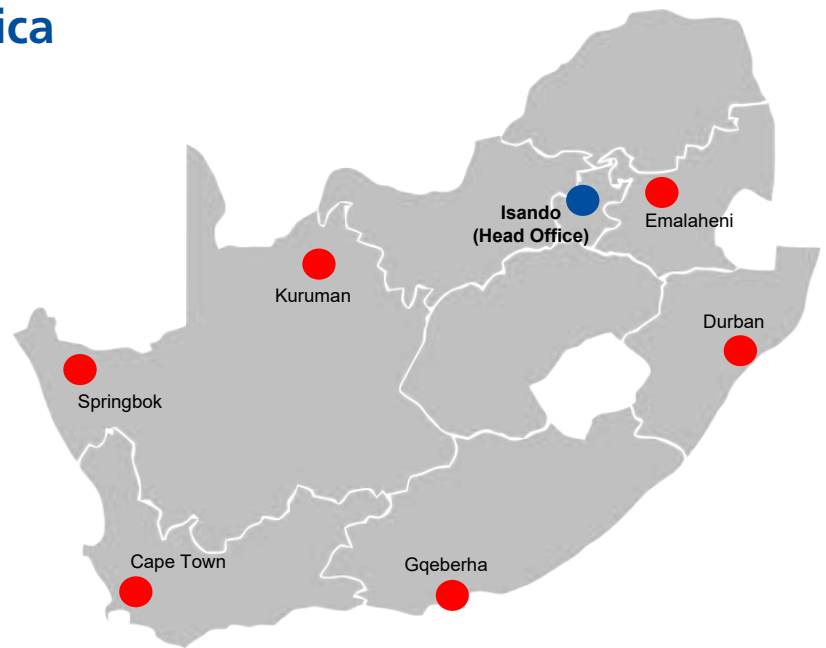 ica
Isando
(Head Office)
Emalaheni
Kuruman
Durban
Springbok
Cape Town
Gqeberha